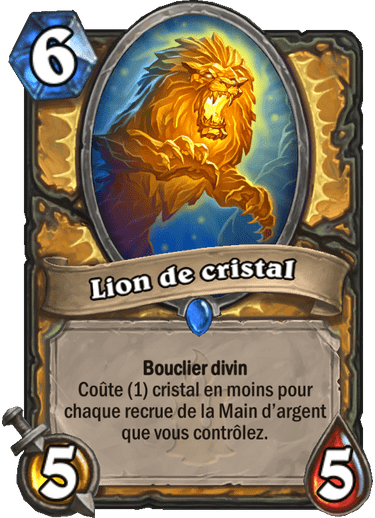 6
Lion de cristal
Bouclier divin
Coûte (1) cristal en moins pour
chaque recrue de la Main d’argent
que vous contrôlez.
5
5